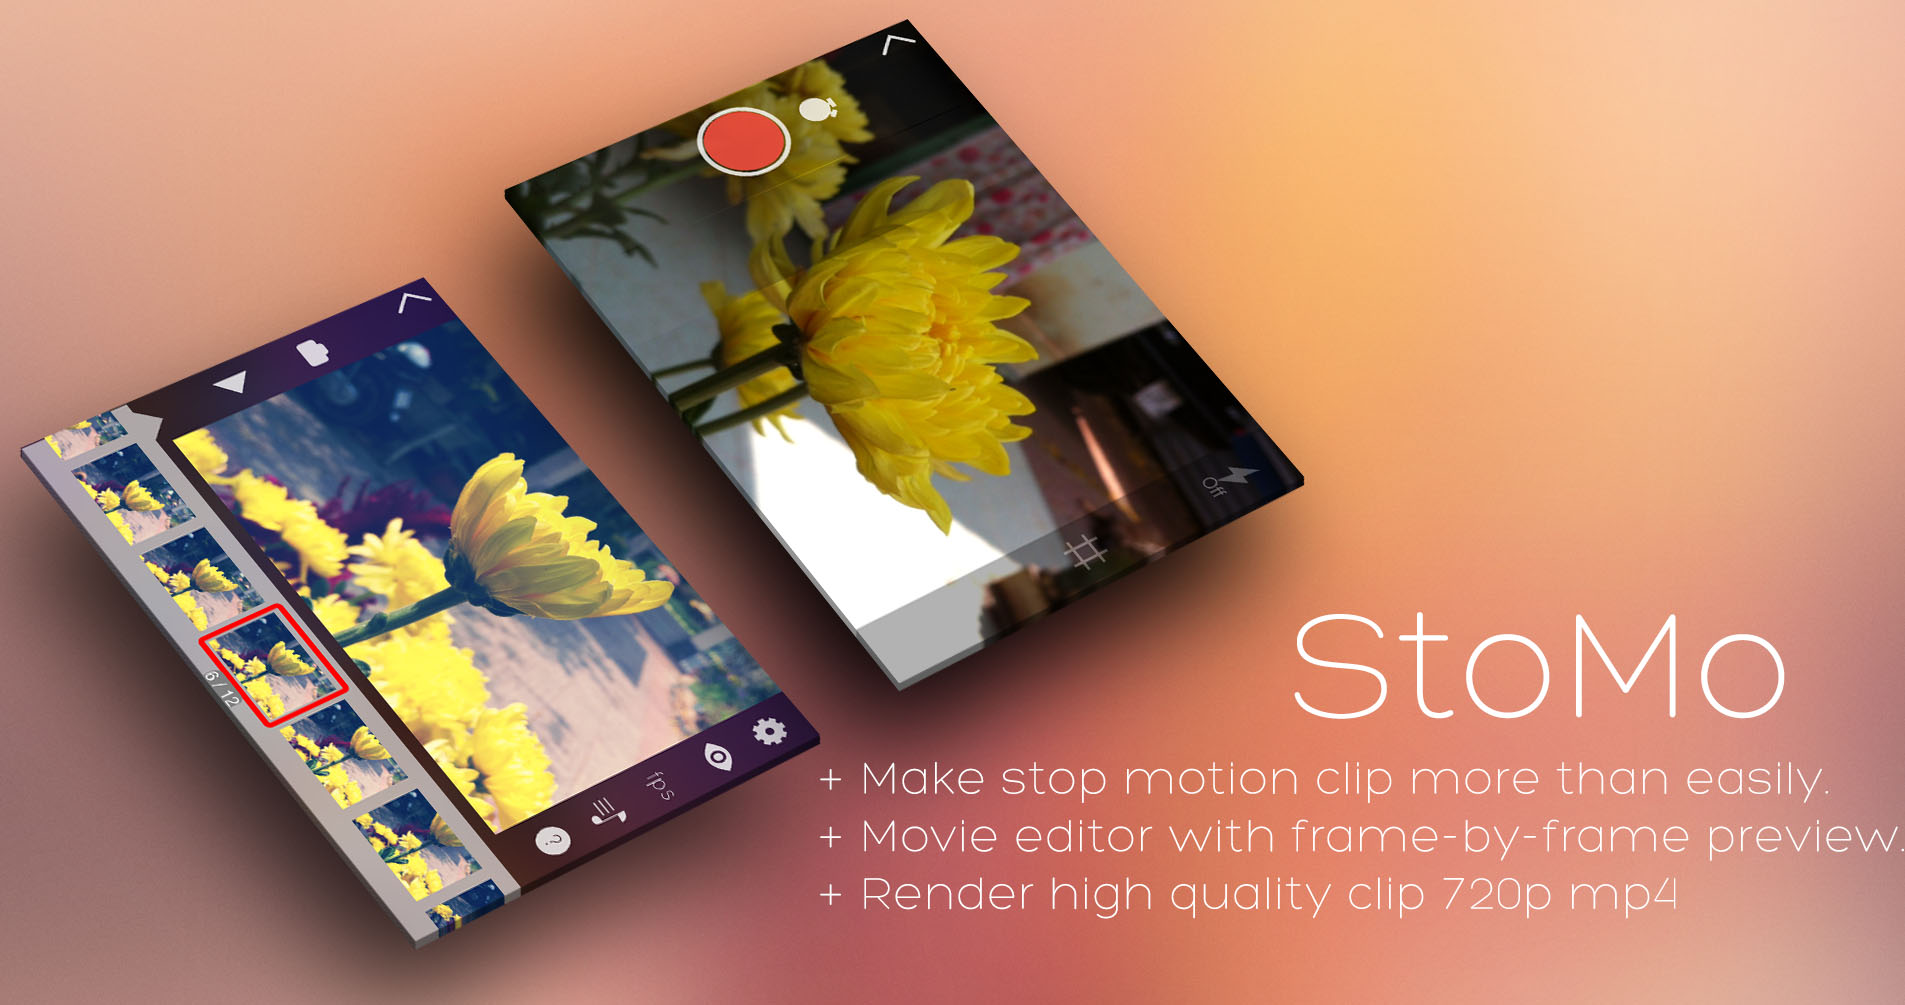 StoMo
+ Make stop motion clip more than easily.
+ Movie editor with frame-by-frame preview.
+ Render high quality clip 720p mp4
6 / 12
fps
?
Off